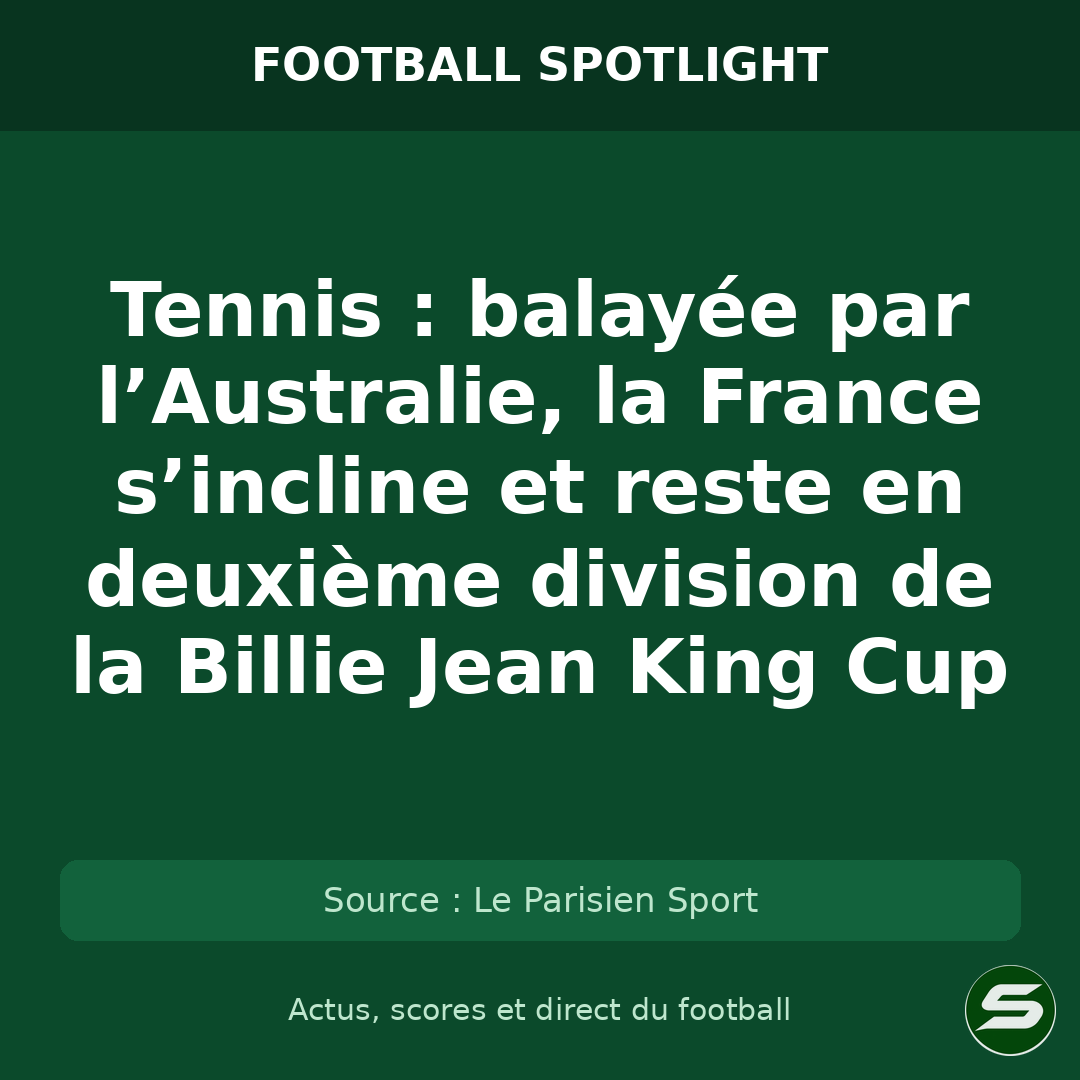 FOOTBALL SPOTLIGHT
Tennis : balayée par
l’Australie, la France
s’incline et reste en
deuxième division de
la Billie Jean King Cup
Source : Le Parisien Sport
Actus, scores et direct du football
S